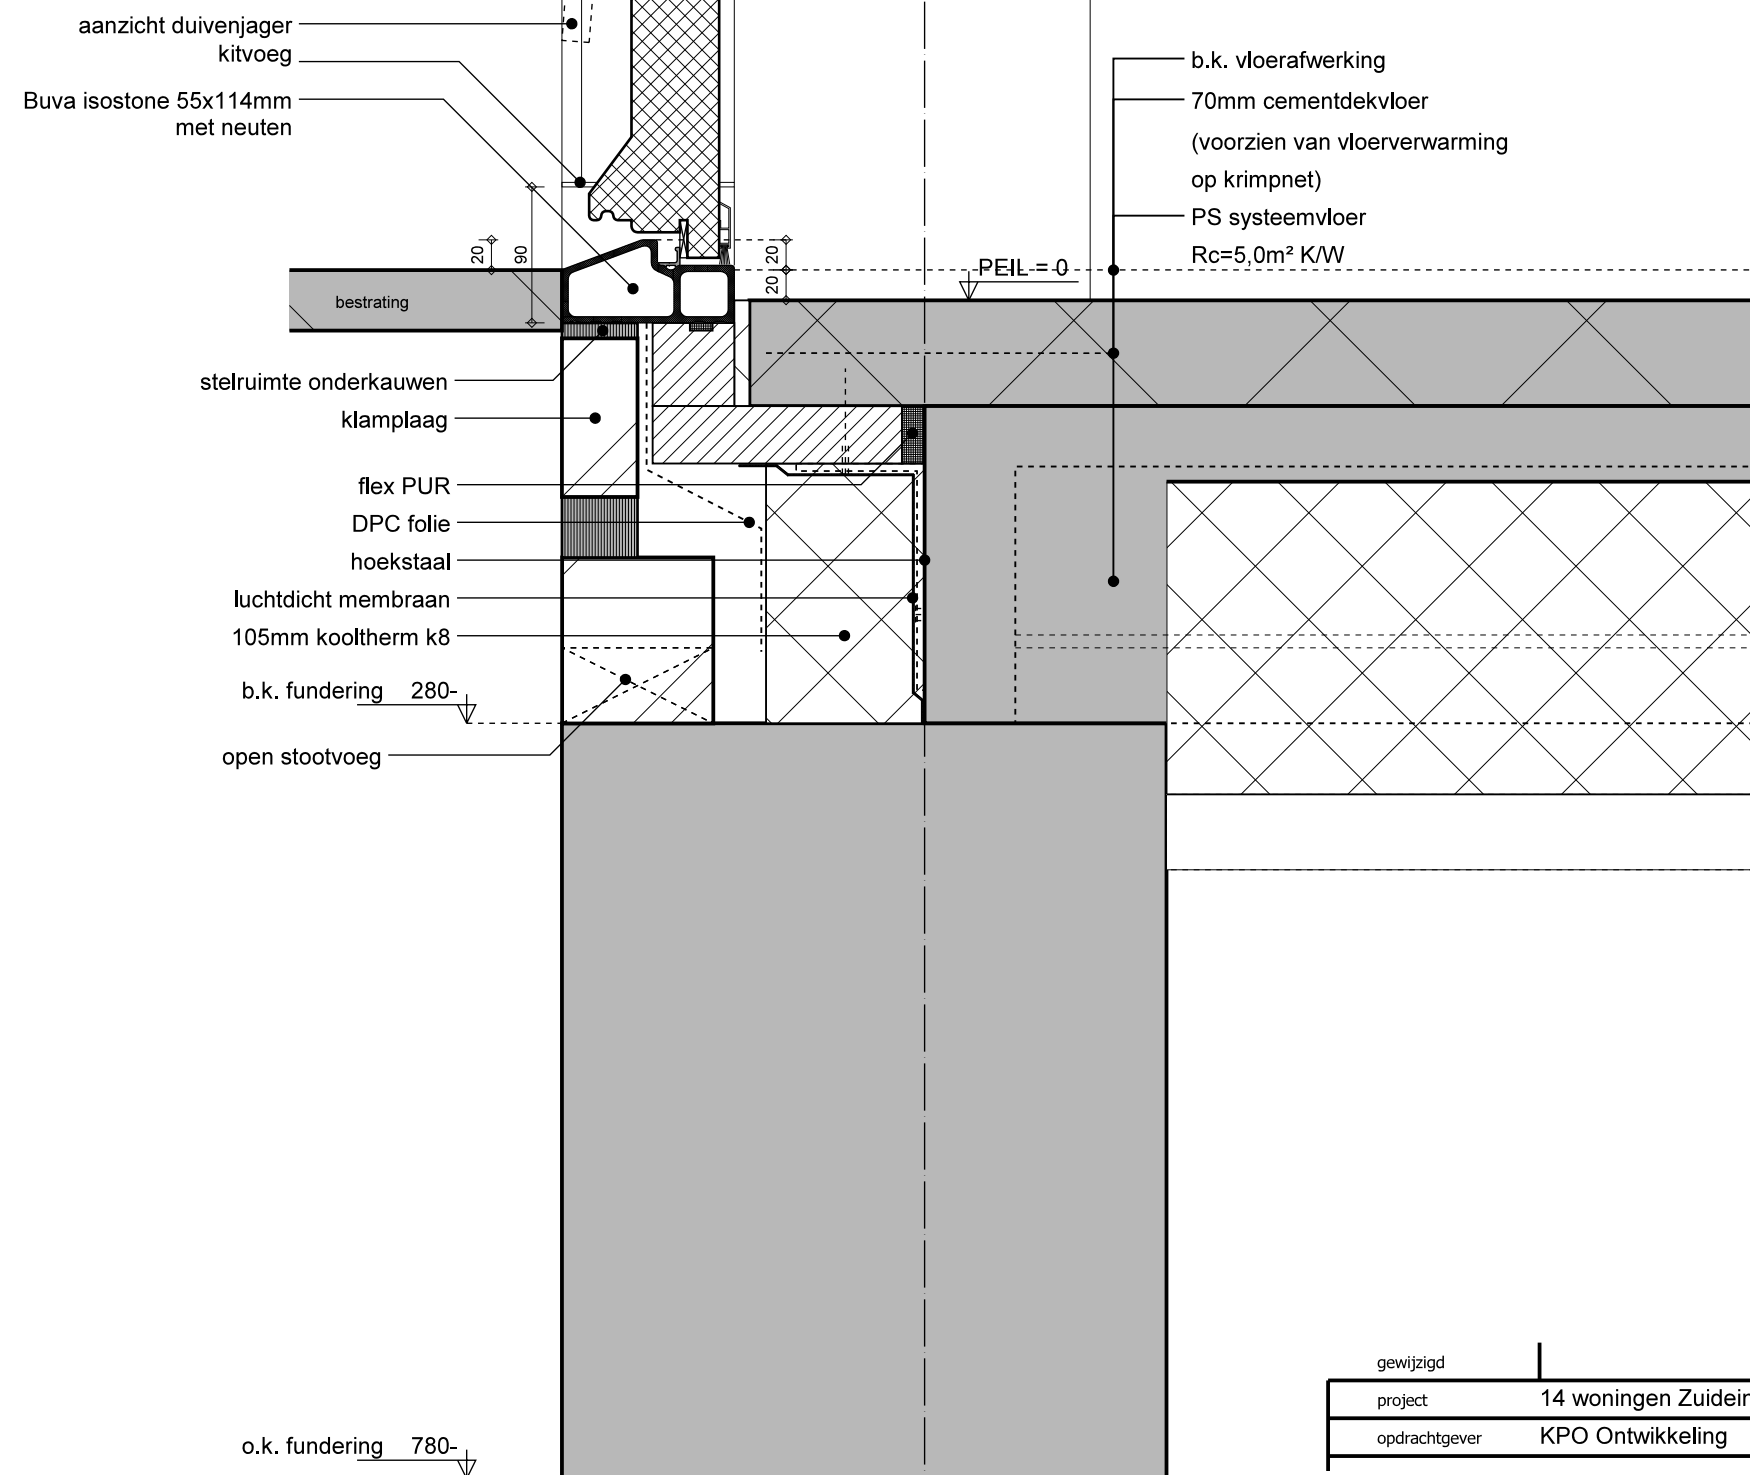 aanzicht duivenjager
kitvoeg
Buva isostone 55x114mm
met neuten
b.k. vloerafwerking
70mm cementdekvloer
(voorzien van vloerverwarming
op krimpnet)
PS systeemvloer
Rc=5,0m² K/W
20
90
20
20
PEIL = 0
bestrating
stelruimte onderkauwen
klamplaag
flex PUR
DPC folie
hoekstaal
luchtdicht membraan
105mm kooltherm k8
b.k. fundering 280-
open stootvoeg
o.k. fundering 780-
gewijzigd
project 14 woningen
opdrachtgever KPO Ontwikkeling